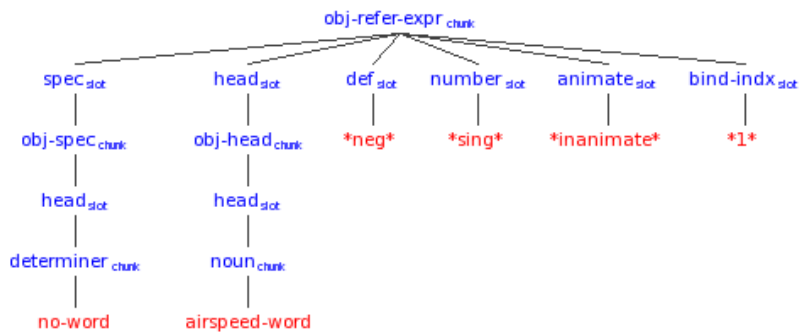 obj-refer-expr chunk
spec slot head slot def slot number slot animate slot bind-indx slot
obj-spec chunk obj-head chunk *neg* *sing* *inanimate* *1*
head slot head slot
determiner chunk noun chunk
no-word airspeed-word